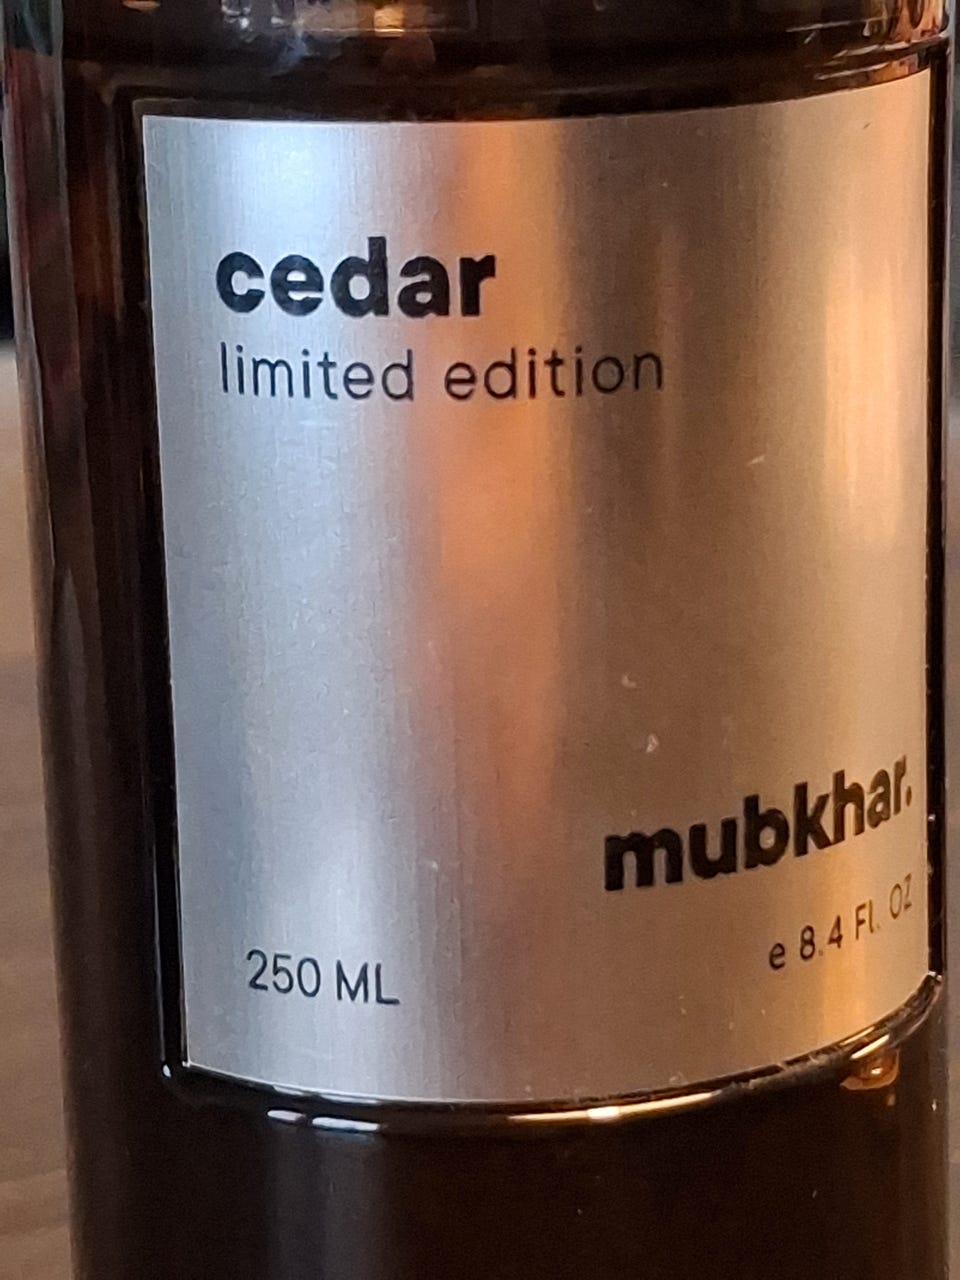 cedar
limited edition
mubkhar.
250 ML
e 8.4 Fl. OZ